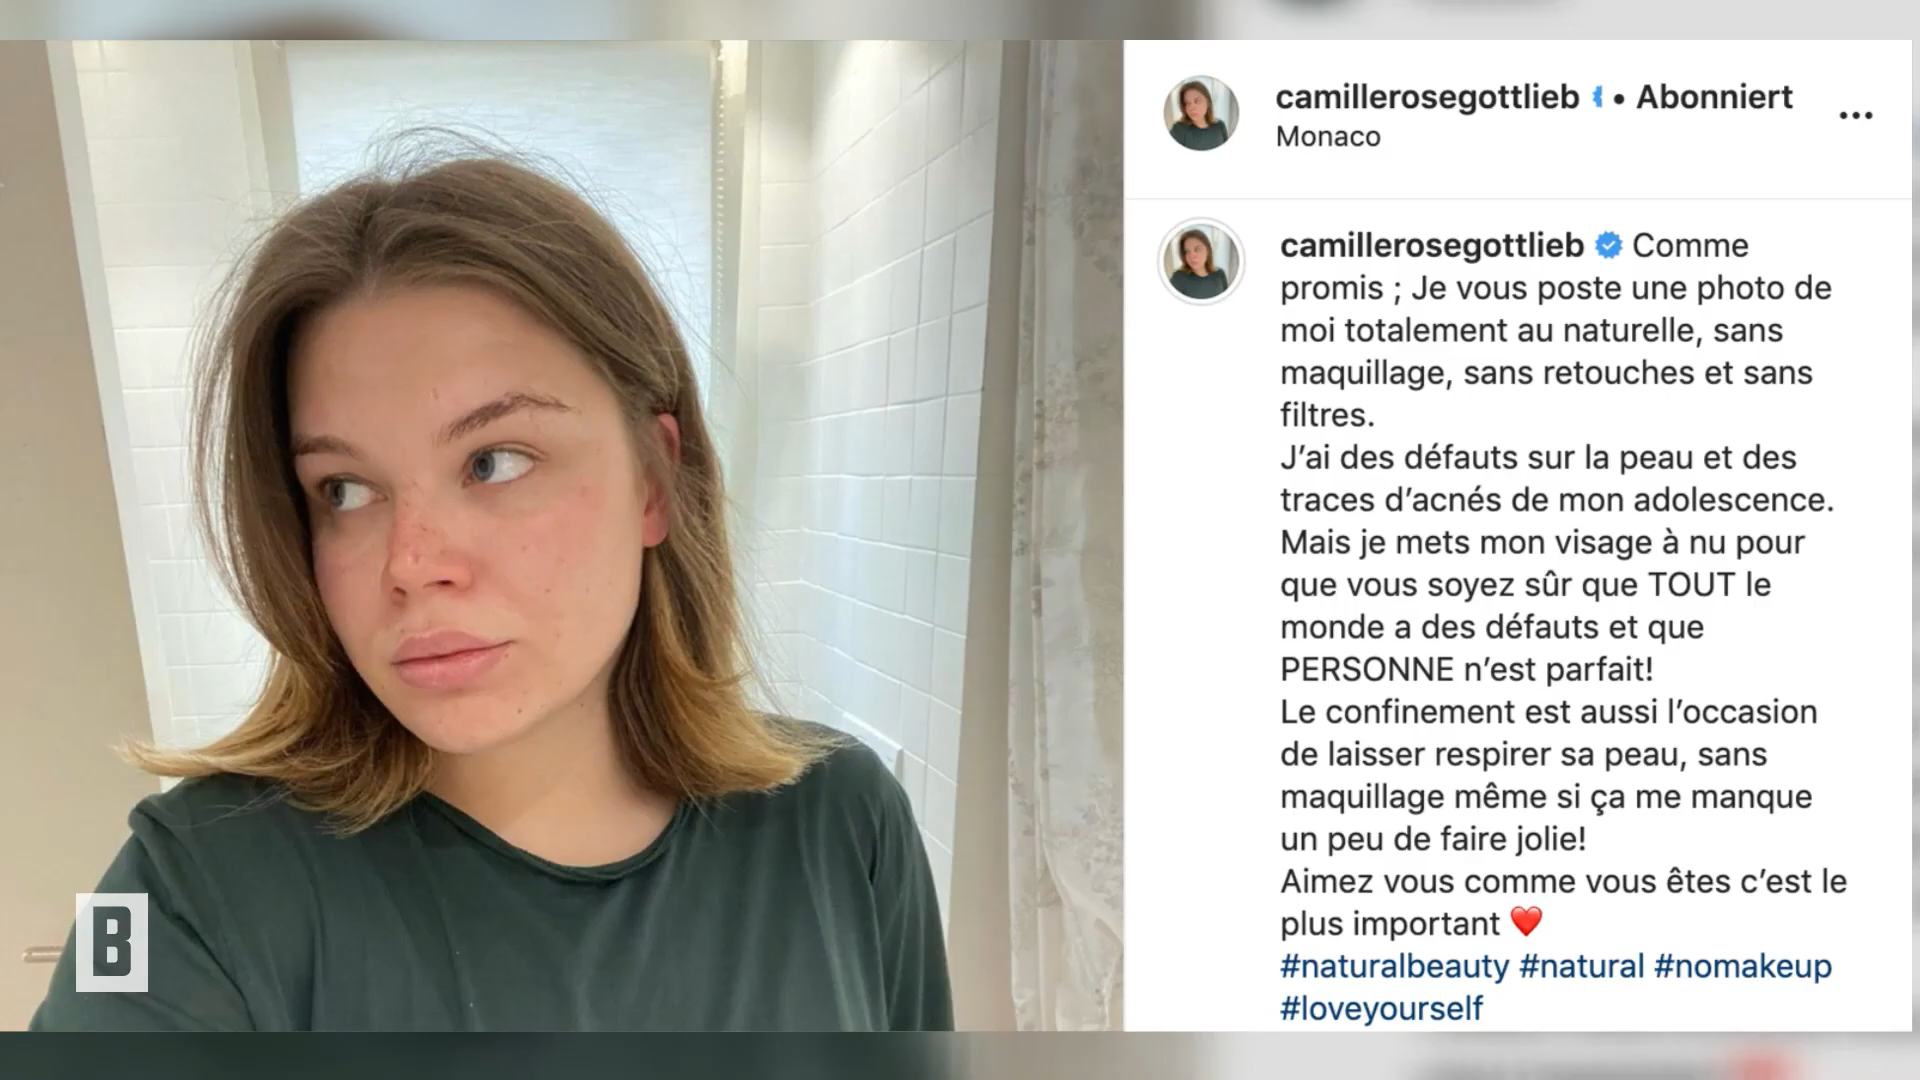 camillerosegottlieb • Abonniert
Monaco
camillerosegottlieb Comme
promis ; Je vous poste une photo de
moi totalement au naturelle, sans
maquillage, sans retouches et sans
filtres.
J’ai des défauts sur la peau et des
traces d’acnés de mon adolescence.
Mais je mets mon visage à nu pour
que vous soyez sûr que TOUT le
monde a des défauts et que
PERSONNE n’est parfait!
Le confinement est aussi l’occasion
de laisser respirer sa peau, sans
maquillage même si ça me manque
un peu de faire jolie!
Aimez vous comme vous êtes c’est le
plus important ❤️
#naturalbeauty #natural #nomakeup
#loveyourself
B